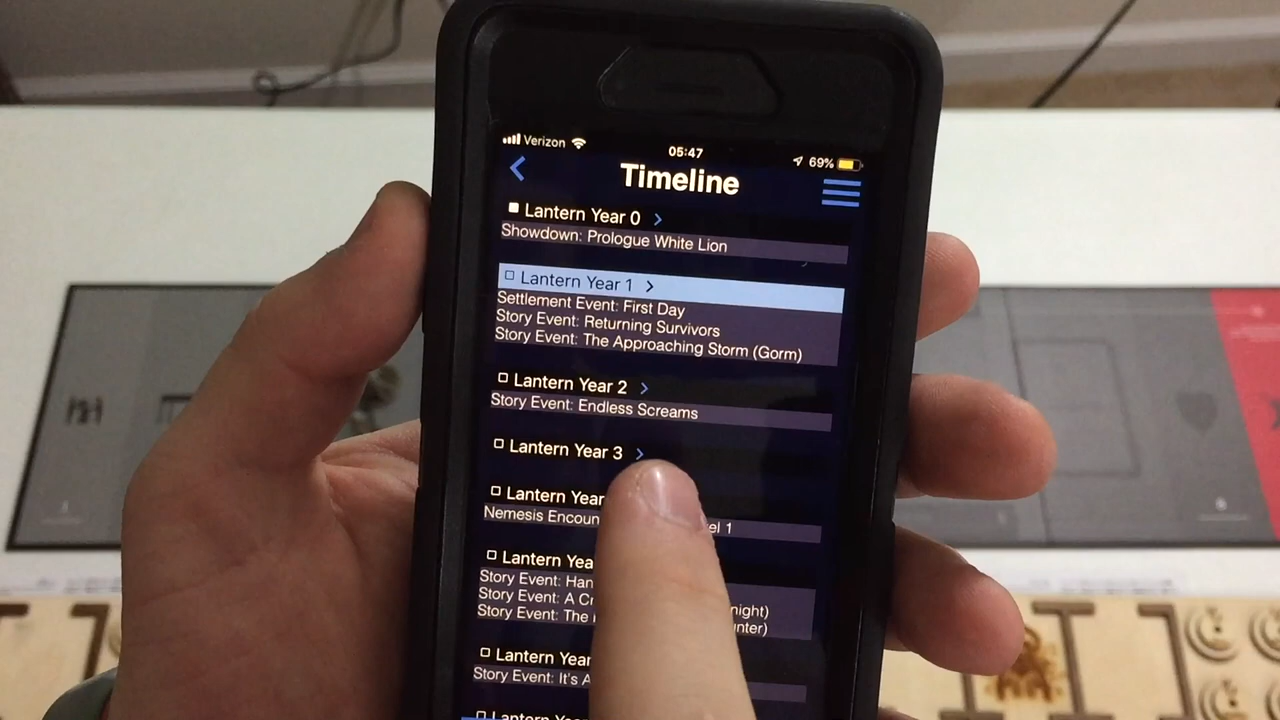 Verizon
05:47
69%
Timeline
Lantern Year 0
Showdown: Prologue White Lion
Lantern Year 1
Settlement Event: First Day
Story Event: Returning Survivors
Story Event: The Approaching Storm (Gorm)
Lantern Year 2
Story Event: Endless Screams
Lantern Year 3
Lantern Year
Nemesis Encoun el 1
Lantern Yea
Story Event: Han
Story Event: A Cr night)
Story Event: The nter)
Lantern Year
Story Event: It's A
Lantern Year